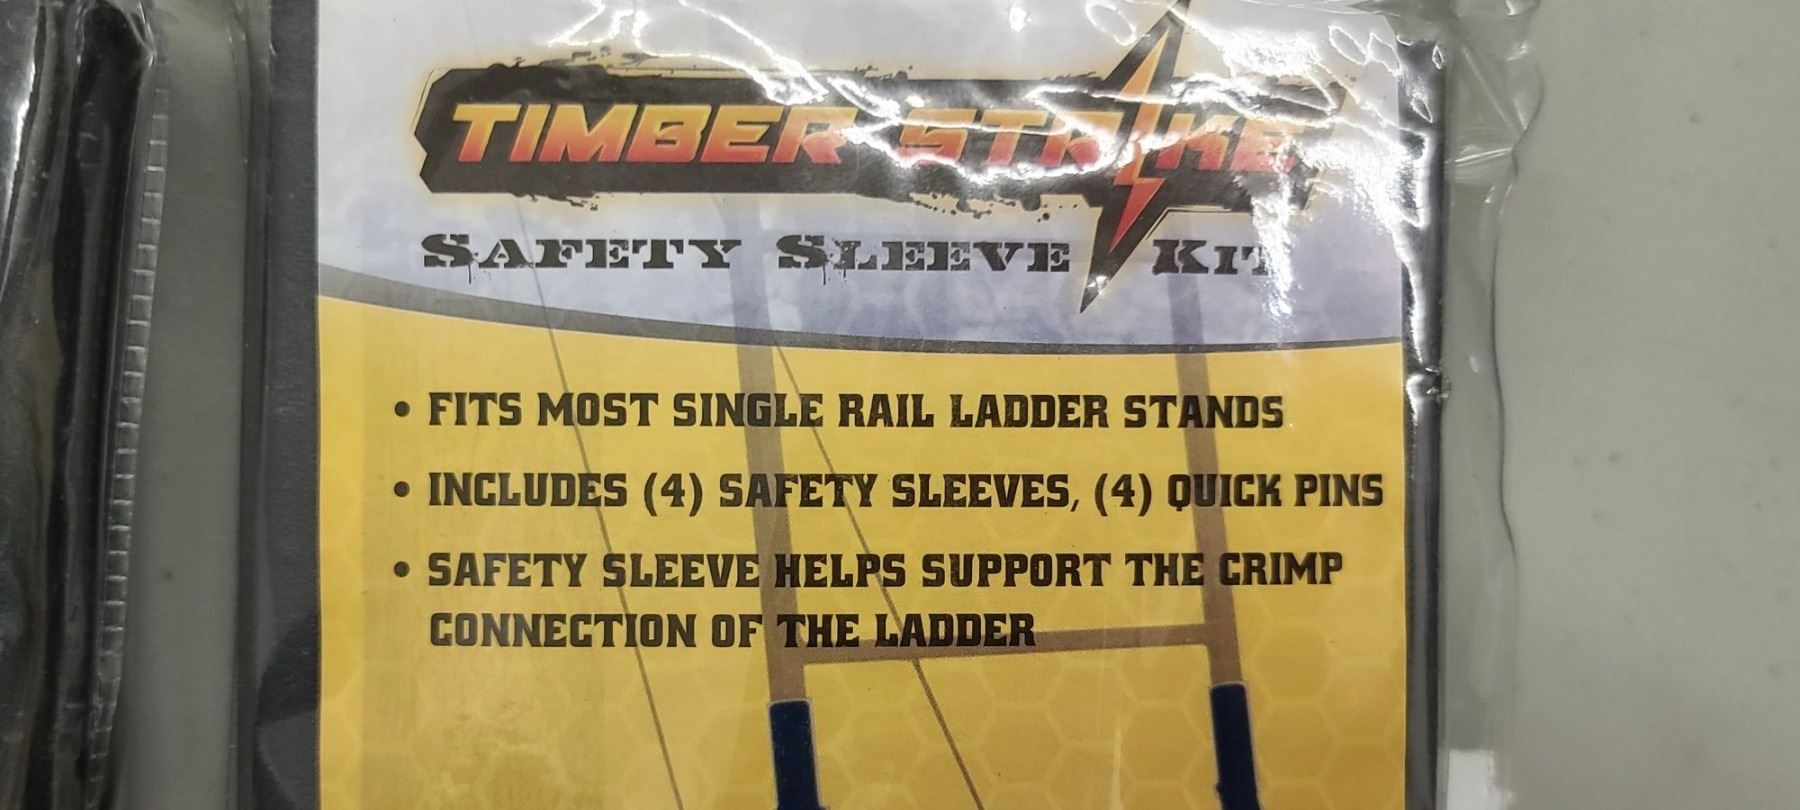 TIMBER STRIKE
SAFETY SLEEVE KIT
• FITS MOST SINGLE RAIL LADDER STANDS
• INCLUDES (4) SAFETY SLEEVES, (4) QUICK PINS
• SAFETY SLEEVE HELPS SUPPORT THE CRIMP
CONNECTION OF THE LADDER